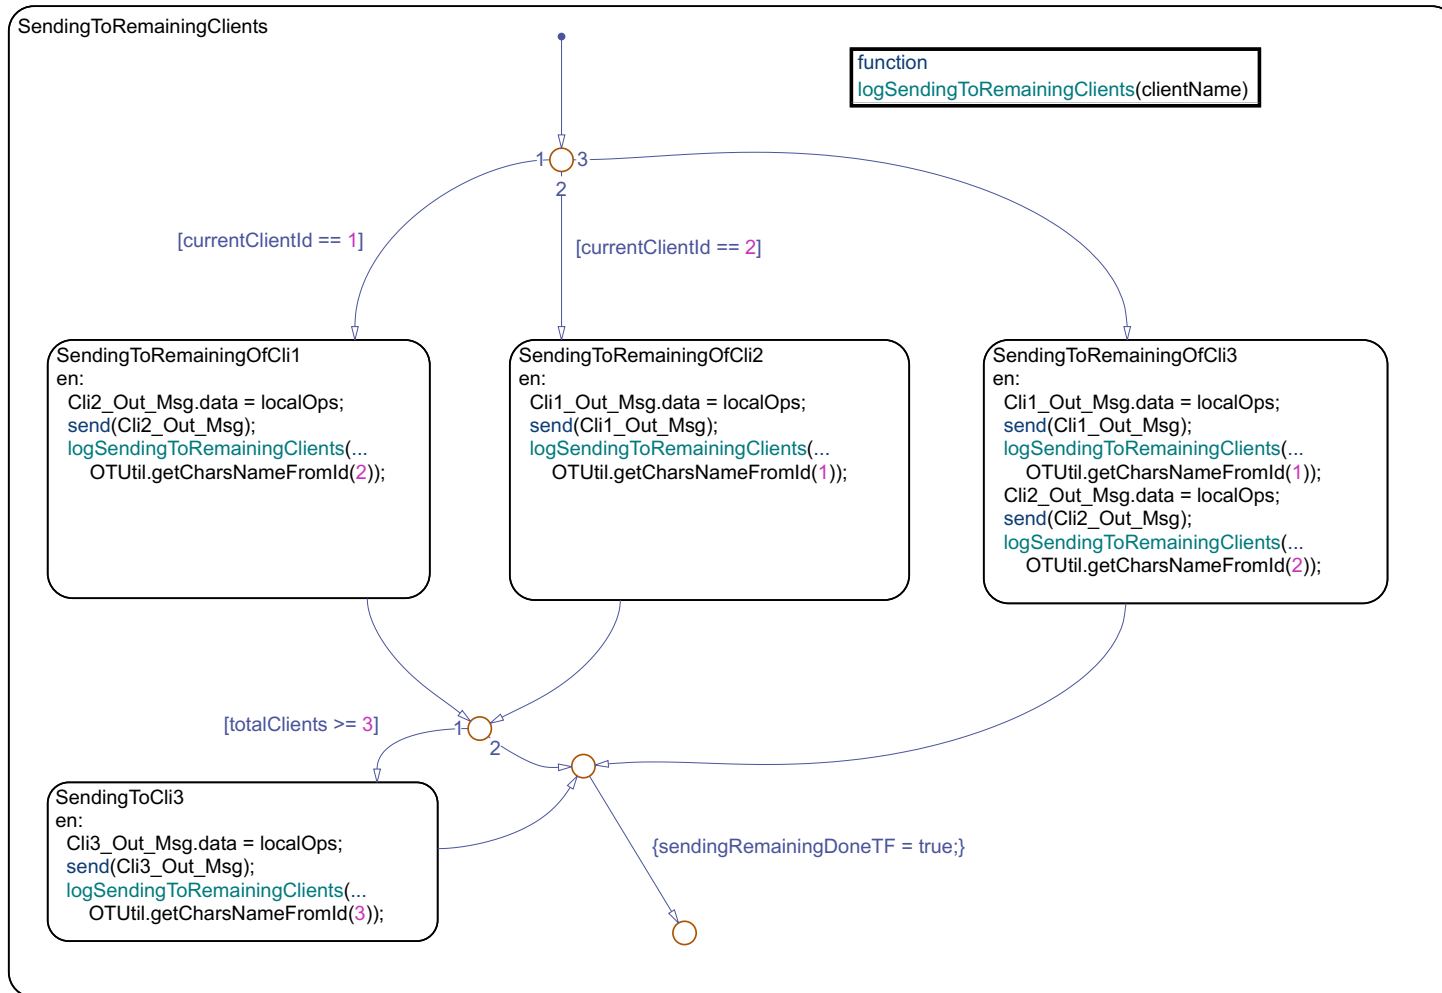 SendingToRemainingClients
function
logSendingToRemainingClients(clientName)
1
3
2
[currentClientId == 1]
[currentClientId == 2]
SendingToRemainingOfCli1
en:
Cli2_Out_Msg.data = localOps;
send(Cli2_Out_Msg);
logSendingToRemainingClients(...
OTUtil.getCharsNameFromId(2));
SendingToRemainingOfCli2
en:
Cli1_Out_Msg.data = localOps;
send(Cli1_Out_Msg);
logSendingToRemainingClients(...
OTUtil.getCharsNameFromId(1));
SendingToRemainingOfCli3
en:
Cli1_Out_Msg.data = localOps;
send(Cli1_Out_Msg);
logSendingToRemainingClients(...
OTUtil.getCharsNameFromId(1));
Cli2_Out_Msg.data = localOps;
send(Cli2_Out_Msg);
logSendingToRemainingClients(...
OTUtil.getCharsNameFromId(2));
[totalClients >= 3]
1
2
SendingToCli3
en:
Cli3_Out_Msg.data = localOps;
send(Cli3_Out_Msg);
logSendingToRemainingClients(...
OTUtil.getCharsNameFromId(3));
{sendingRemainingDoneTF = true;}